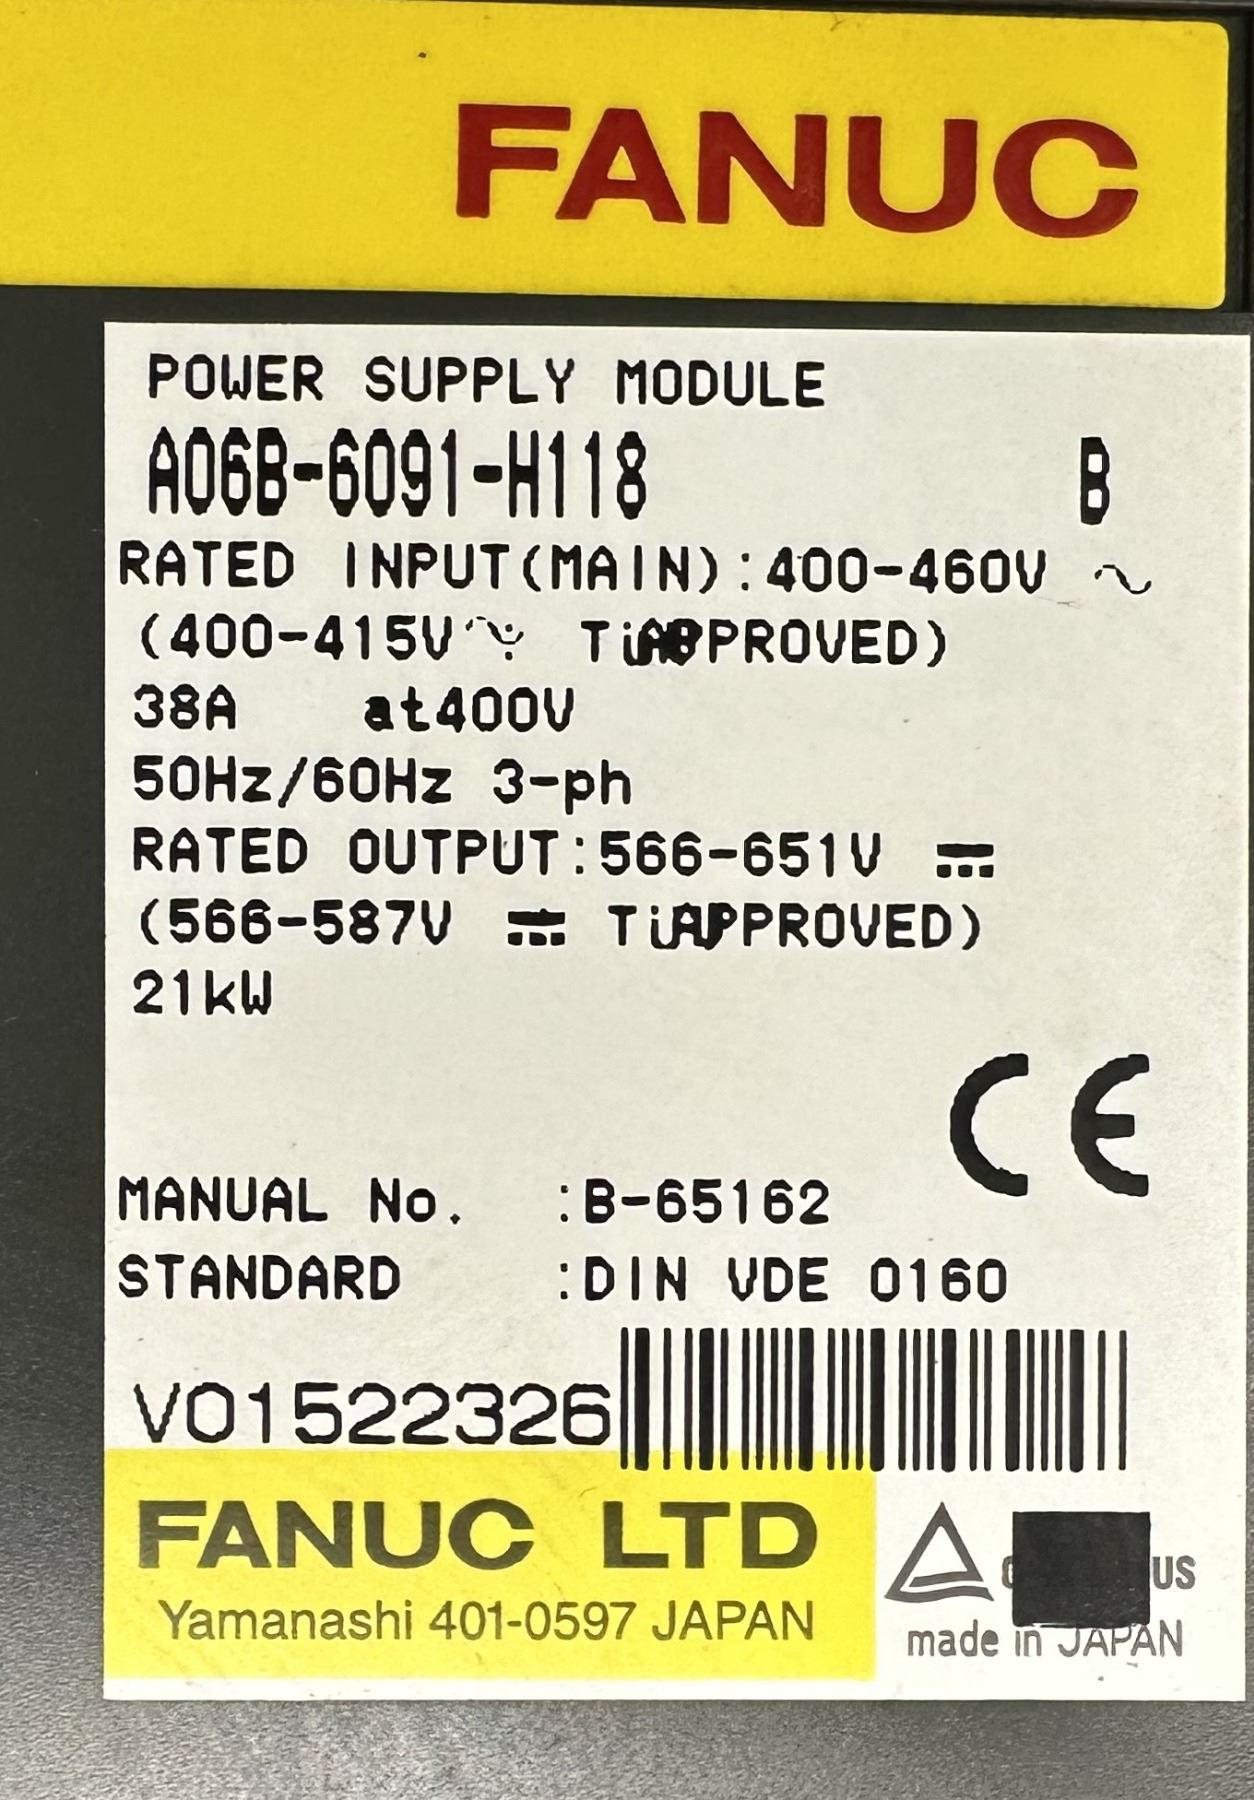 FANUC
POWER SUPPLY MODULE
A06B-6091-H118 B
RATED INPUT(MAIN):400-460V ~
(400-415V~ TüAPPROVED)
38A at400V
50Hz/60Hz 3-ph
RATED OUTPUT:566-651V ⎓
(566-587V ⎓ TüAPPROVED)
21kW
CE
MANUAL No. :B-65162
STANDARD :DIN VDE 0160
V01522326
FANUC LTD
Yamanashi 401-0597 JAPAN
US
made in JAPAN